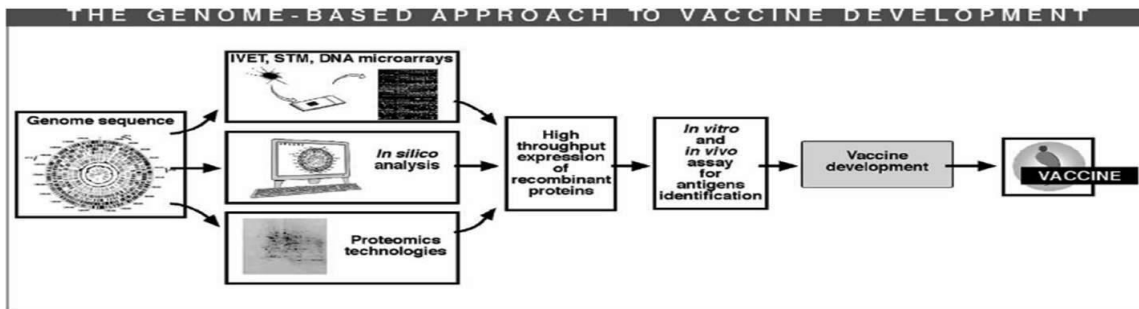 THE GENOME-BASED APPROACH TO VACCINE DEVELOPMENT
IVET, STM, DNA microarrays
Genome sequence
In silico
analysis
Proteomics
technologies
High
throughput
expression
of
recombinant
proteins
In vitro
and
in vivo
assay
for
antigens
identification
Vaccine
development
VACCINE